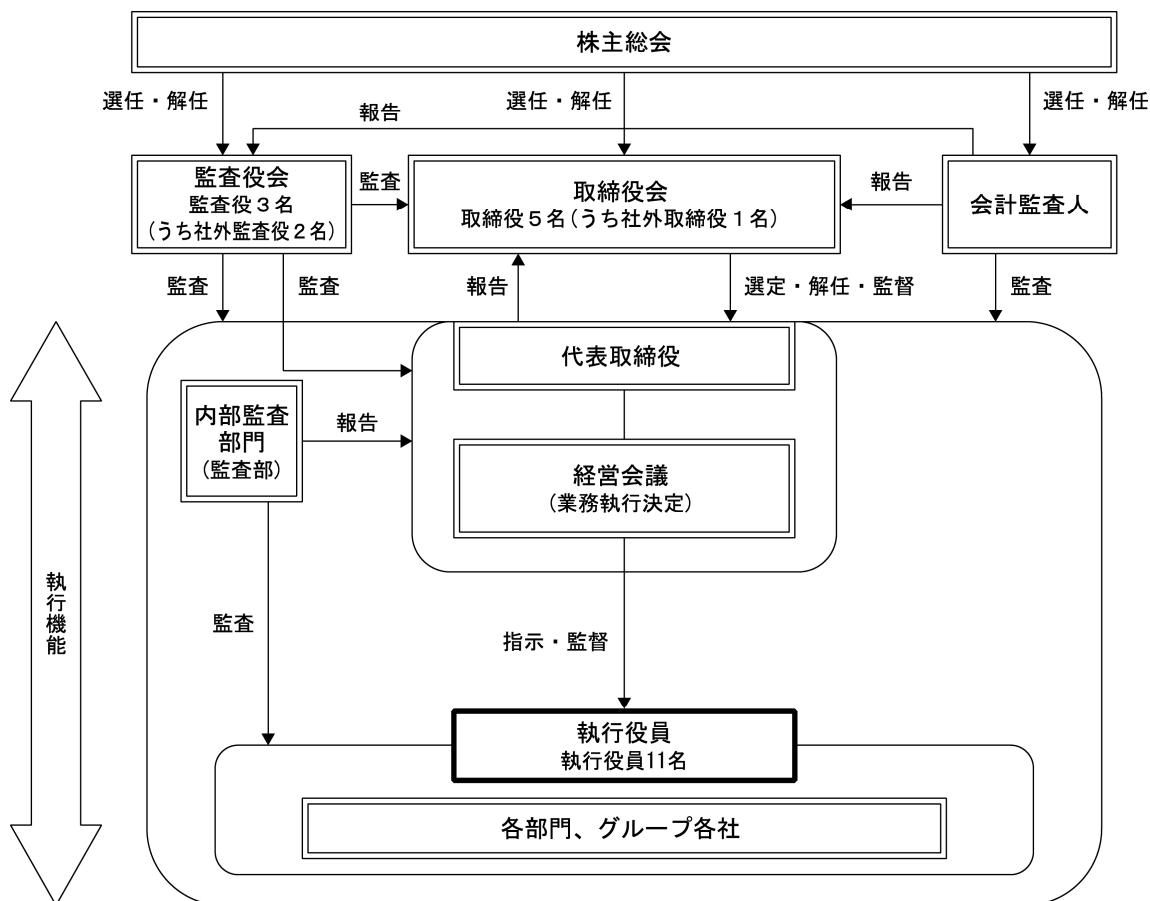 株主総会
選任・解任
選任・解任
選任・解任
報告
監査役会
監査役３名
(うち社外監査役２名)
監査
取締役会
取締役５名(うち社外取締役１名)
報告
会計監査人
監査
監査
報告
選定・解任・監督
監査
代表取締役
内部監査
部門
(監査部)
報告
経営会議
(業務執行決定)
執行機能
監査
指示・監督
執行役員
執行役員11名
各部門、グループ各社